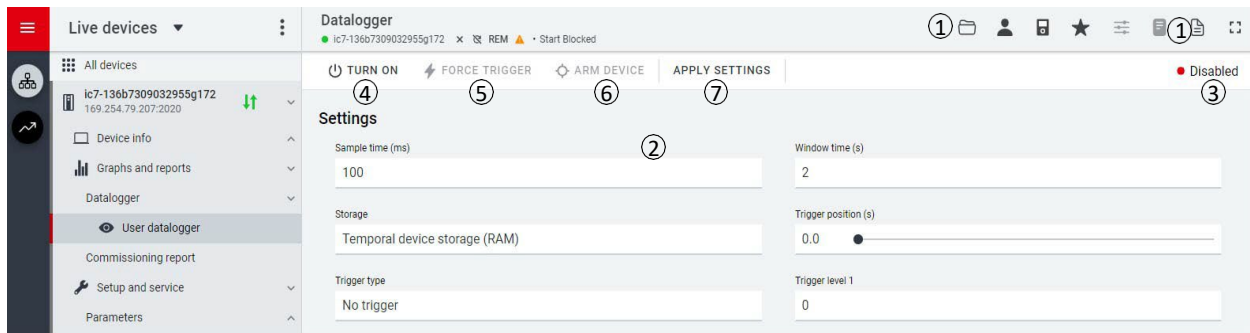 Live devices
Datalogger
ic7-136b7309032955g172 REM • Start Blocked
1
1
All devices
TURN ON FORCE TRIGGER ARM DEVICE APPLY SETTINGS
Disabled
4 5 6 7 3
ic7-136b7309032955g172
169.254.79.207:2020
Device info
Graphs and reports
Datalogger
User datalogger
Commissioning report
Setup and service
Parameters
Settings
2
Sample time (ms)
100
Window time (s)
2
Storage
Temporal device storage (RAM)
Trigger position (s)
0.0
Trigger type
No trigger
Trigger level 1
0